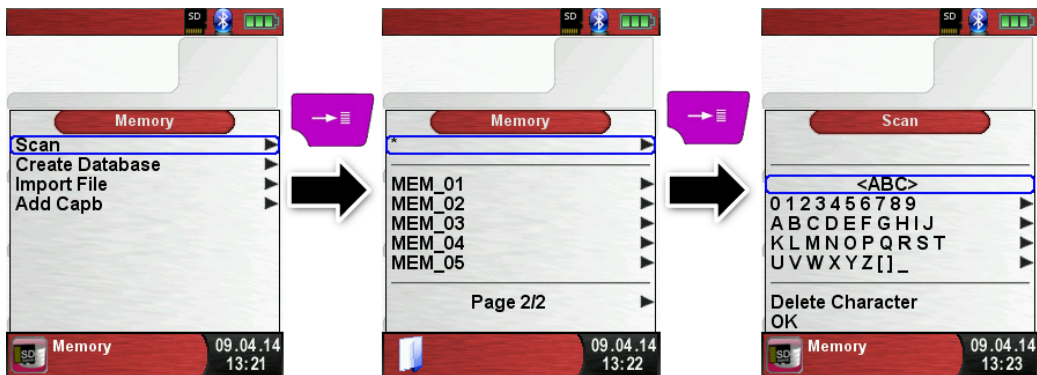 SD
Memory
Scan
Create Database
Import File
Add Capb
SD
Memory
09.04.14
13:21
SD
Memory
*
MEM_01
MEM_02
MEM_03
MEM_04
MEM_05
Page 2/2
09.04.14
13:22
SD
Scan
<ABC>
0 1 2 3 4 5 6 7 8 9
A B C D E F G H I J
K L M N O P Q R S T
U V W X Y Z [ ] _
Delete Character
OK
SD
Memory
09.04.14
13:23